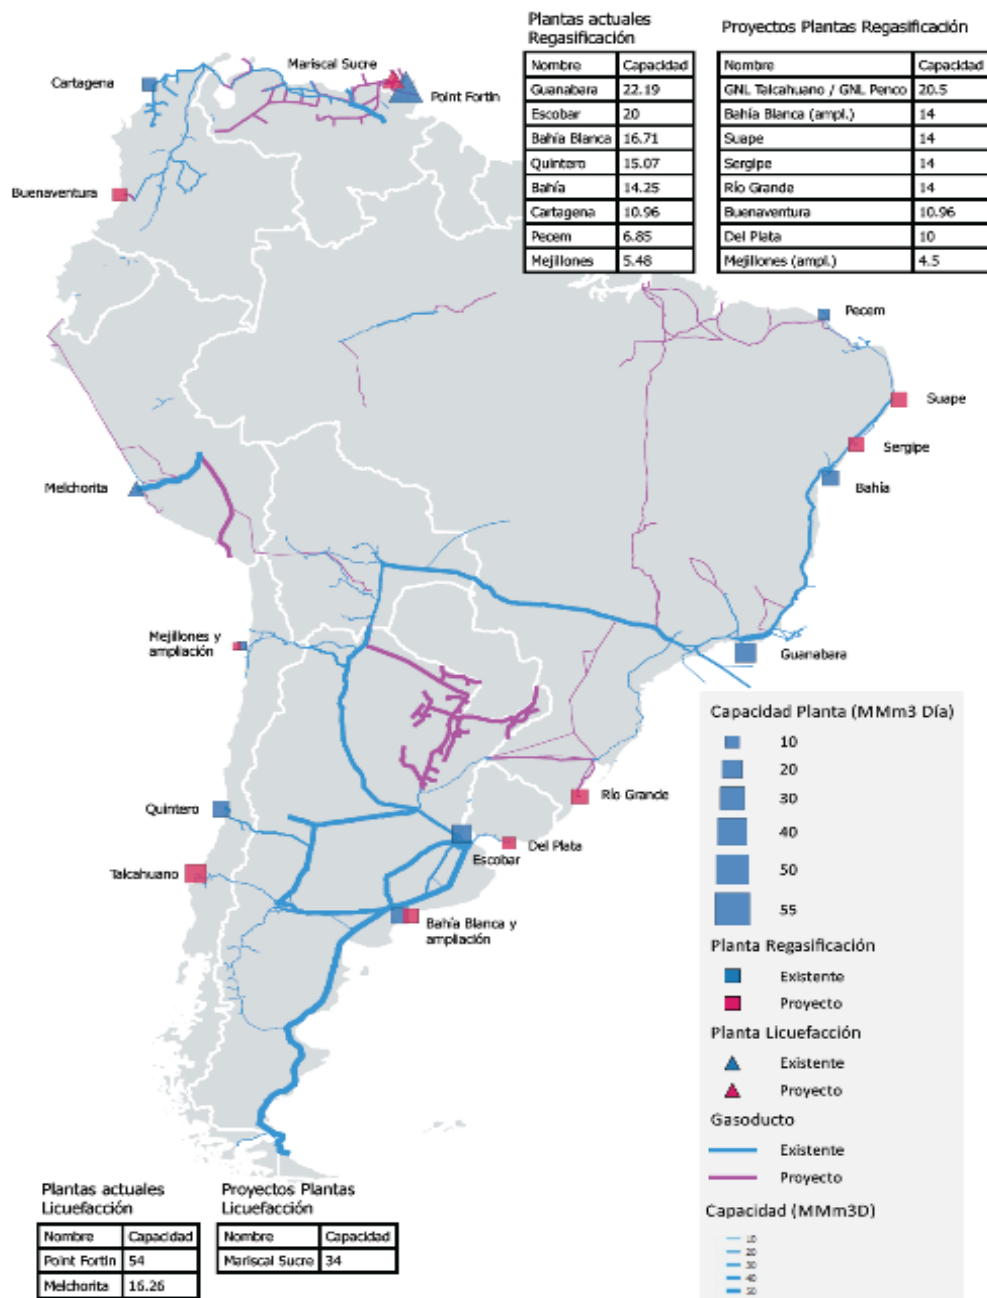 Plantas actuales
Regasificación
Nombre Capacidad
Guanabara 22.19
Escobar 20
Bahía Blanca 16.71
Quintero 15.07
Bahía 14.25
Cartagena 10.96
Pecem 6.85
Mejillones 5.48
Proyectos Plantas Regasificación
Nombre Capacidad
GNL Talcahuano / GNL Penco 20.5
Bahía Blanca (ampl.) 14
Suape 14
Sergipe 14
Río Grande 14
Buenaventura 10.96
Del Plata 10
Mejillones (ampl.) 4.5
Mariscal Sucre
Cartagena
Point Fortin
Buenaventura
Pecem
Suape
Sergipe
Bahía
Melchorita
Mejillones y
ampliación
Guanabara
Quintero
Río Grande
Del Plata
Escobar
Talcahuano
Bahía Blanca y
ampliación
Capacidad Planta (MMm3 Día)
10
20
30
40
50
55
Planta Regasificación
Existente
Proyecto
Planta Licuefacción
Existente
Proyecto
Gasoducto
Existente
Proyecto
Capacidad (MMm3D)
10
20
30
40
50
Plantas actuales
Licuefacción
Nombre Capacidad
Point Fortin 54
Melchorita 16.26
Proyectos Plantas
Licuefacción
Nombre Capacidad
Mariscal Sucre 34